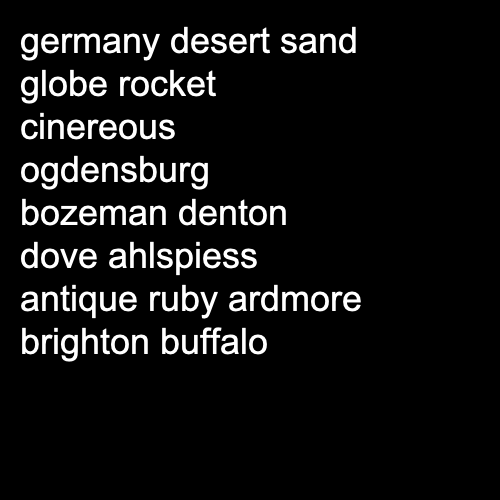 germany desert sand
globe rocket
cinereous
ogdensburg
bozeman denton
dove ahlspiess
antique ruby ardmore
brighton buffalo